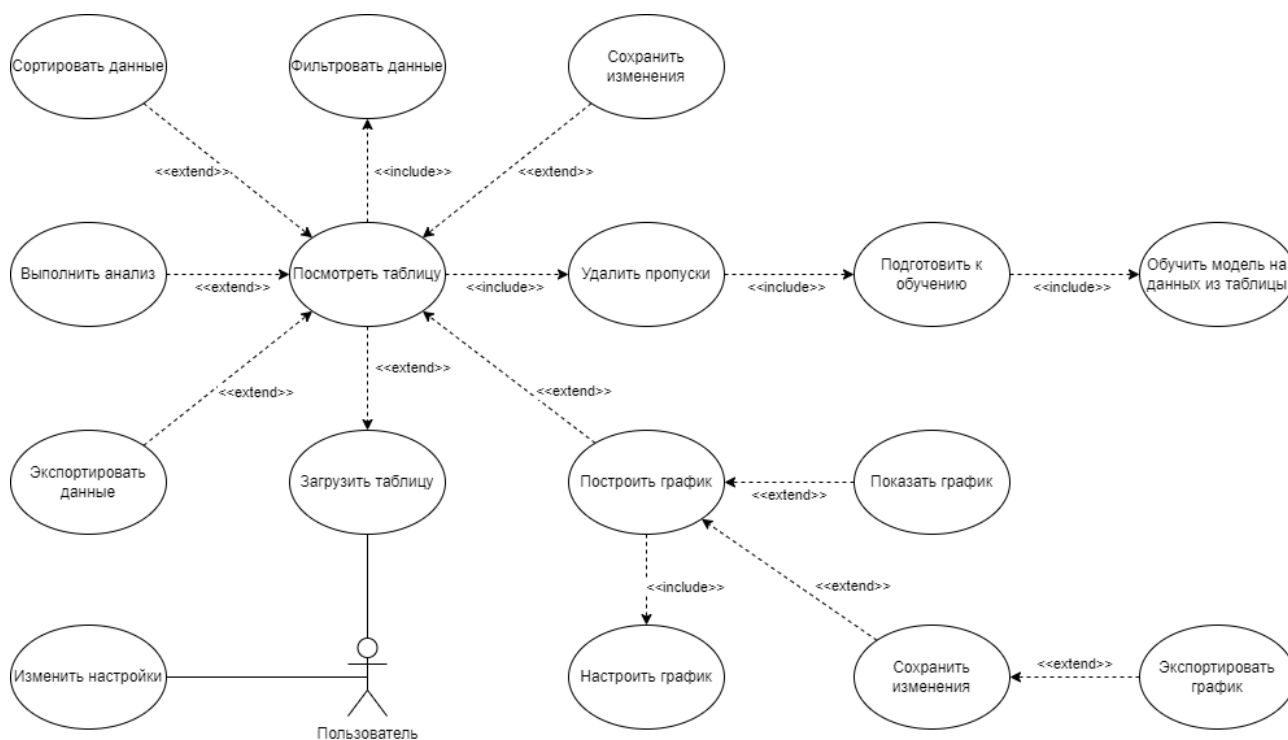 Сортировать данные
Фильтровать данные
Сохранить
изменения
<<extend>>
<<include>>
<<extend>>
Выполнить анализ
<<extend>>
Посмотреть таблицу
<<include>>
Удалить пропуски
<<include>>
Подготовить к
обучению
<<include>>
Обучить модель на
данных из таблицы
<<extend>>
<<extend>>
<<extend>>
Экспортировать
данные
Загрузить таблицу
Построить график
<<extend>>
Показать график
<<include>>
<<extend>>
Изменить настройки
Пользователь
Настроить график
Сохранить
изменения
<<extend>>
Экспортировать
график